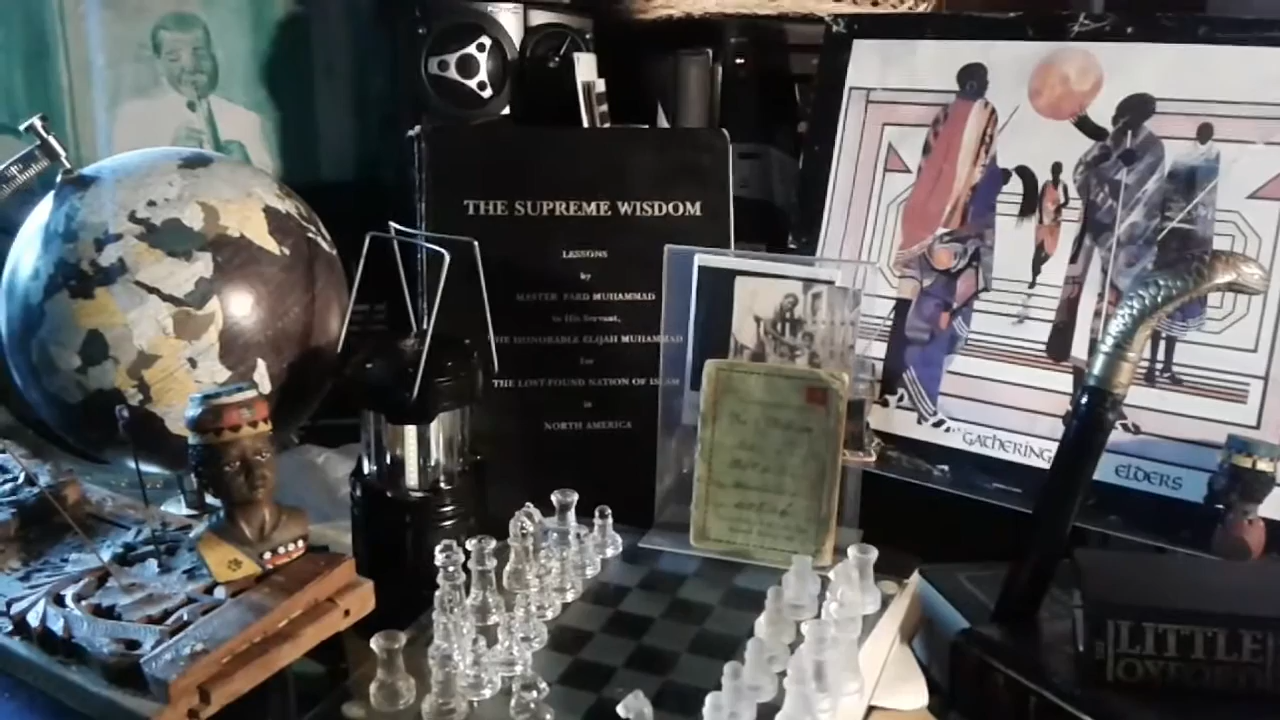 THE SUPREME WISDOM
LESSONS
by
MASTER FARD MUHAMMAD
to His Servant,
THE HONORABLE ELIJAH MUHAMMAD
for
THE LOST-FOUND NATION OF ISLAM
in
NORTH AMERICA
GATHERING
ELDERS
LITTLE
OXFORD